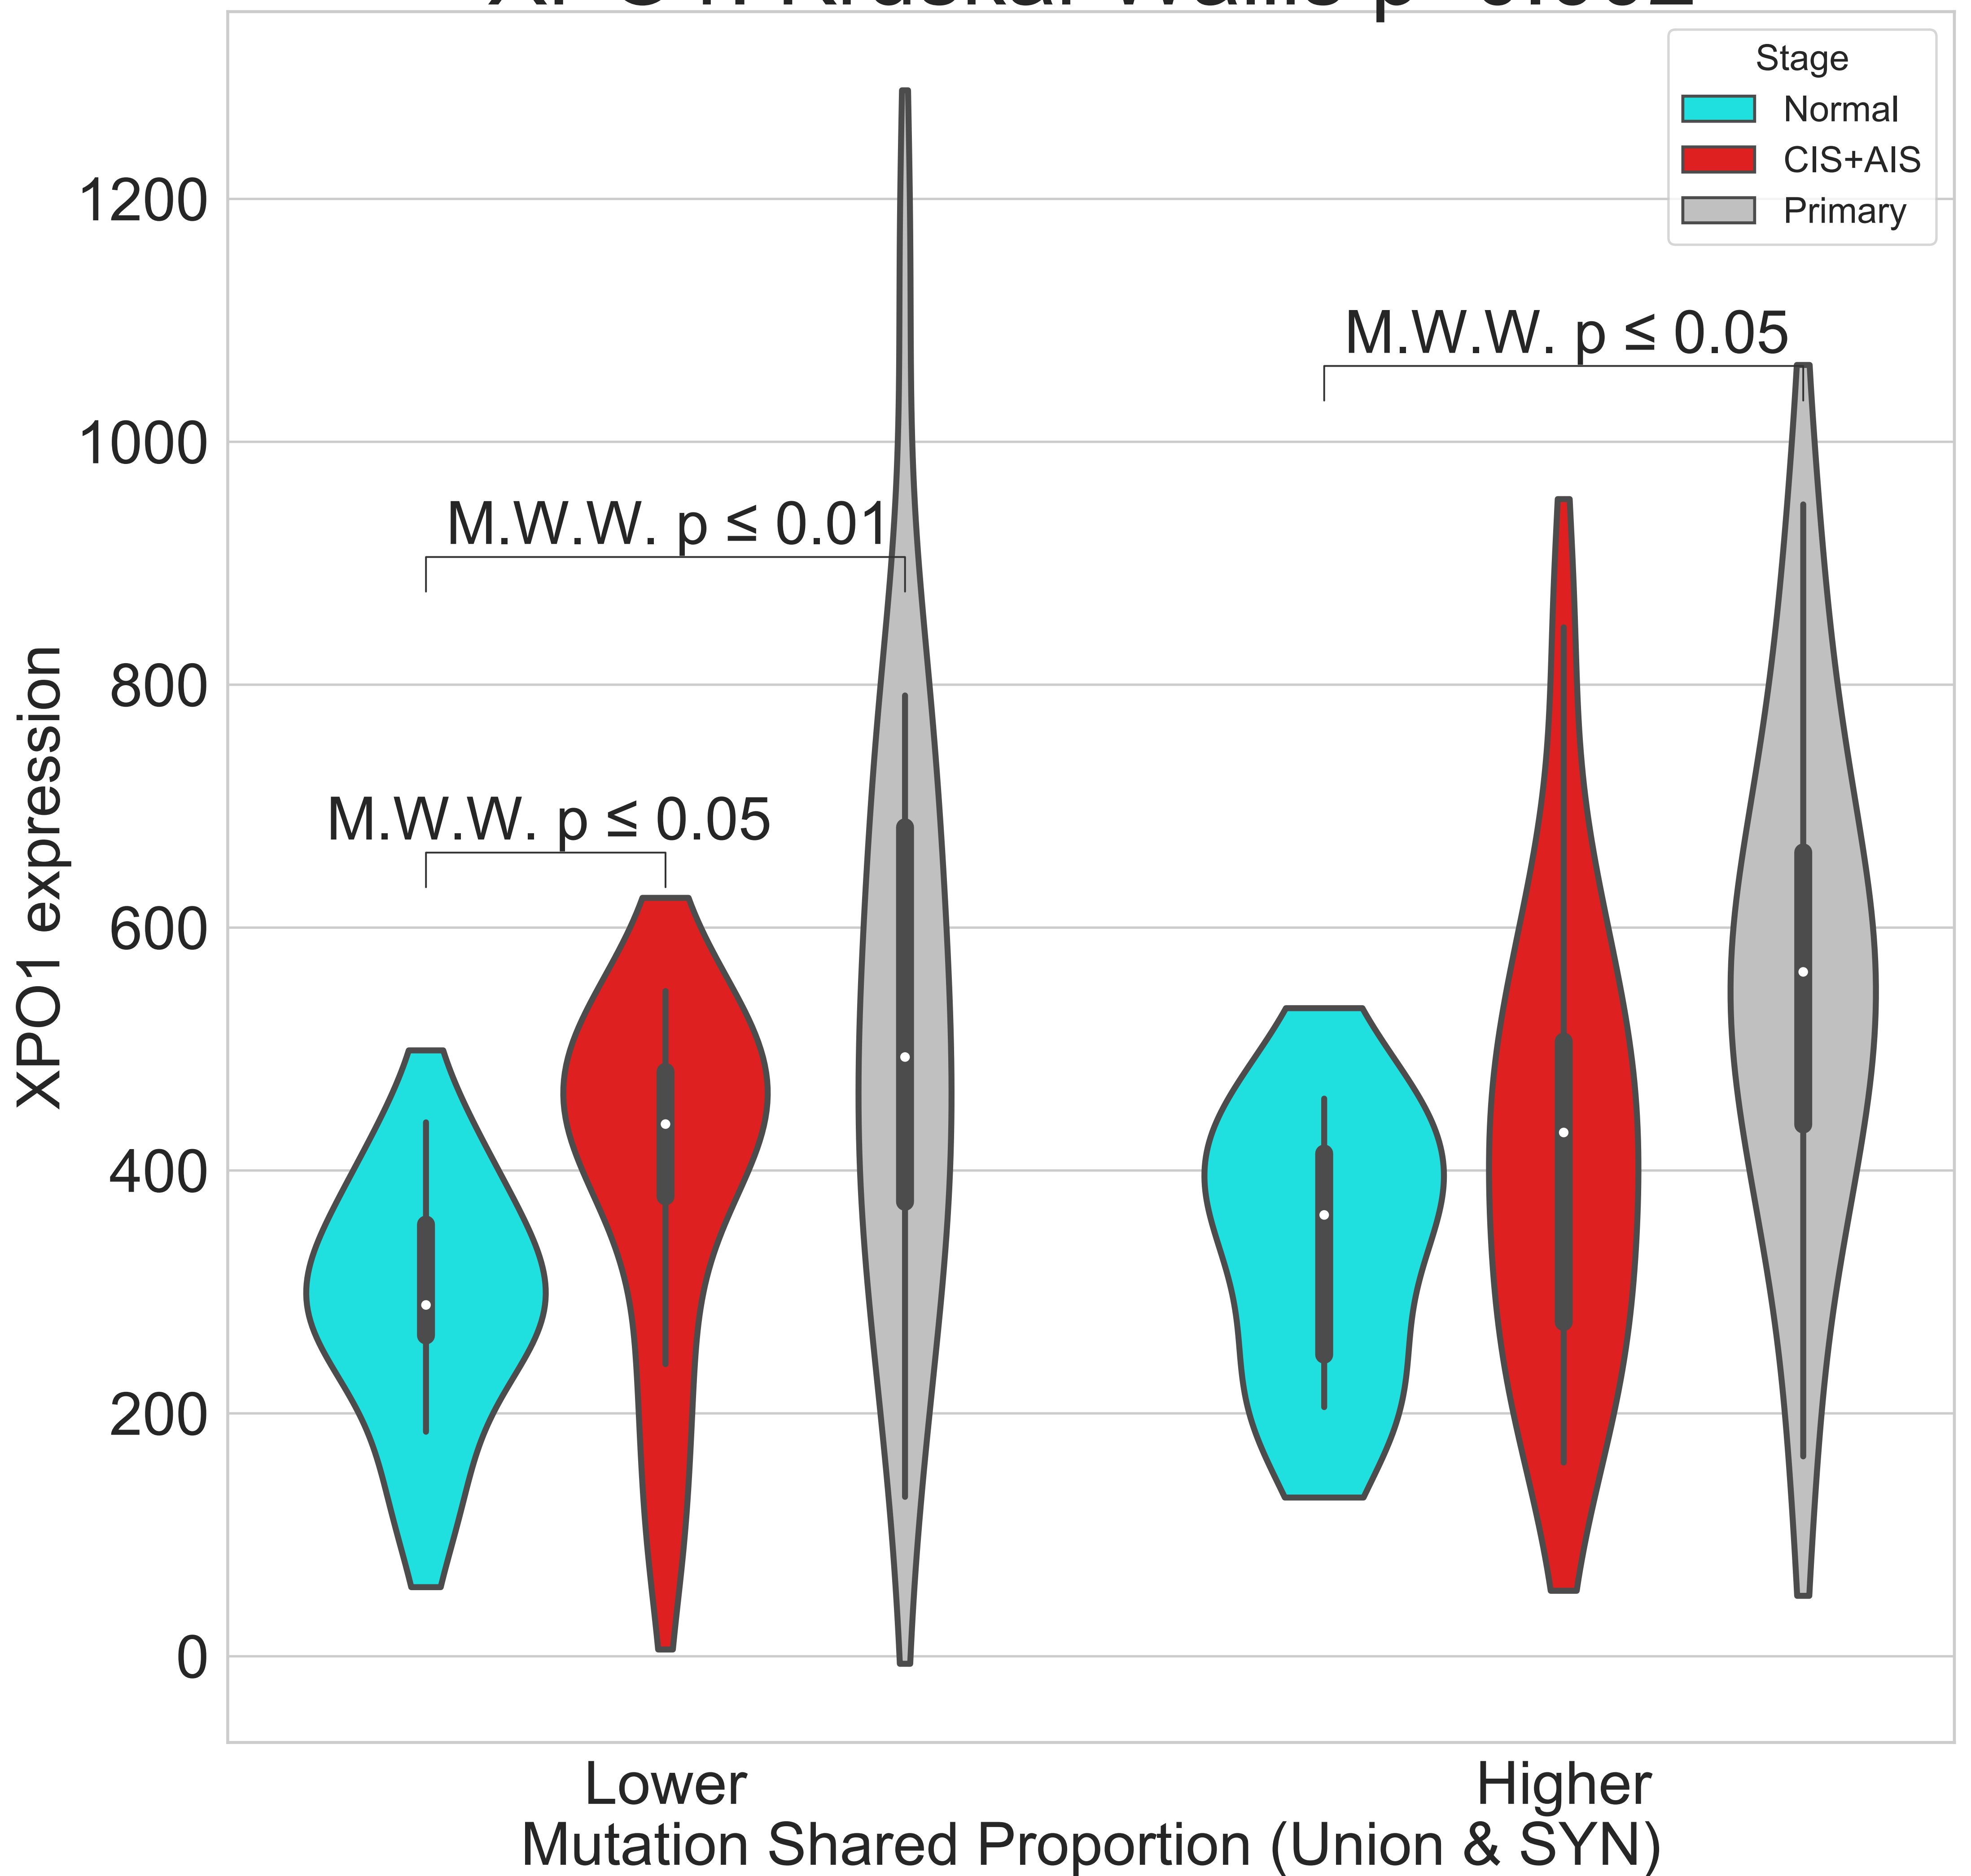 Stage
Normal
CIS+AIS
Primary
1200
1000
800
600
400
200
0
XPO1 expression
M.W.W. p ≤ 0.05
M.W.W. p ≤ 0.01
M.W.W. p ≤ 0.05
Lower
Higher
Mutation Shared Proportion (Union & SYN)